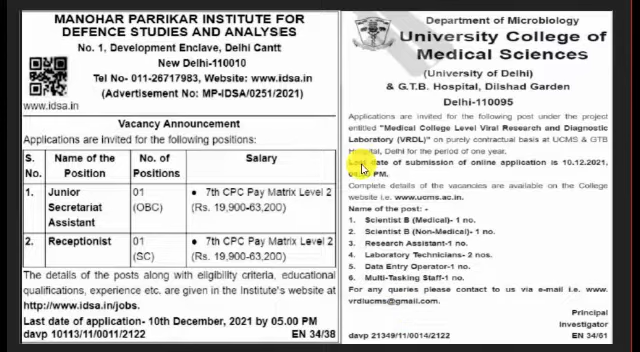 MANOHAR PARRIKAR INSTITUTE FOR
DEFENCE STUDIES AND ANALYSES
No. 1, Development Enclave, Delhi Cantt
New Delhi-110010
Tel No- 011-26717983, Website: www.idsa.in
(Advertisement No: MP-IDSA/0251/2021)
www.idsa.in
Vacancy Announcement
Applications are invited for the following positions:
S. No. Name of the Position No. of Positions Salary
1. Junior Secretariat Assistant 01 (OBC) • 7th CPC Pay Matrix Level 2 (Rs. 19,900-63,200)
2. Receptionist 01 (SC) • 7th CPC Pay Matrix Level 2 (Rs. 19,900-63,200)
The details of the posts along with eligibility criteria, educational
qualifications, experience etc. are given in the Institute's website at
http://www.idsa.in/jobs.
Last date of application- 10th December, 2021 by 05.00 PM
davp 10113/11/0011/2122 EN 34/38
Department of Microbiology
University College of
Medical Sciences
(University of Delhi)
& G.T.B. Hospital, Dilshad Garden
Delhi-110095
Applications are invited for the following post under the project
entitled "Medical College Level Viral Research and Diagnostic
Laboratory (VRDL)" on purely contractual basis at UCMS & GTB
Hospital, Delhi for the period of one year.
Last date of submission of online application is 10.12.2021,
PM.
Complete details of the vacancies are available on the College
website i.e. www.ucms.ac.in.
Name of the post: -
1. Scientist B (Medical)- 1 no.
2. Scientist B (Non-Medical)- 1 no.
3. Research Assistant-1 no.
4. Laboratory Technicians- 2 nos.
5. Data Entry Operator-1 no.
6. Multi-Tasking Staff-1 no.
For any queries please contact to us via e-mail i.e. www.
vrdlucms@gmail.com.
Principal
Investigator
davp 21349/11/0014/2122 EN 34/61